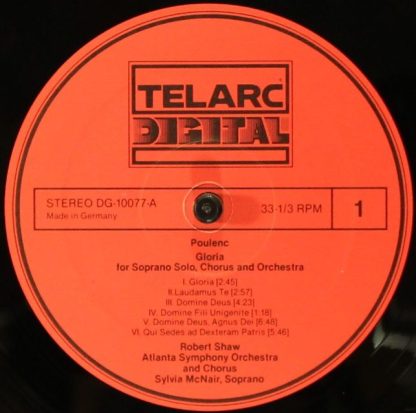 TELARC
DIGITAL
STEREO DG-10077-A
Made in Germany
33-1/3 RPM
1
Poulenc
Gloria
for Soprano Solo, Chorus and Orchestra
I. Gloria [2:45]
II.Laudamus Te [2:57]
III. Domine Deus [4:23]
IV. Domine Fili Unigenite [1:18]
V. Domine Deus, Agnus Dei [6:48]
VI. Qui Sedes ad Dexteram Patris [5:46]
Robert Shaw
Atlanta Symphony Orchestra
and Chorus
Sylvia McNair, Soprano